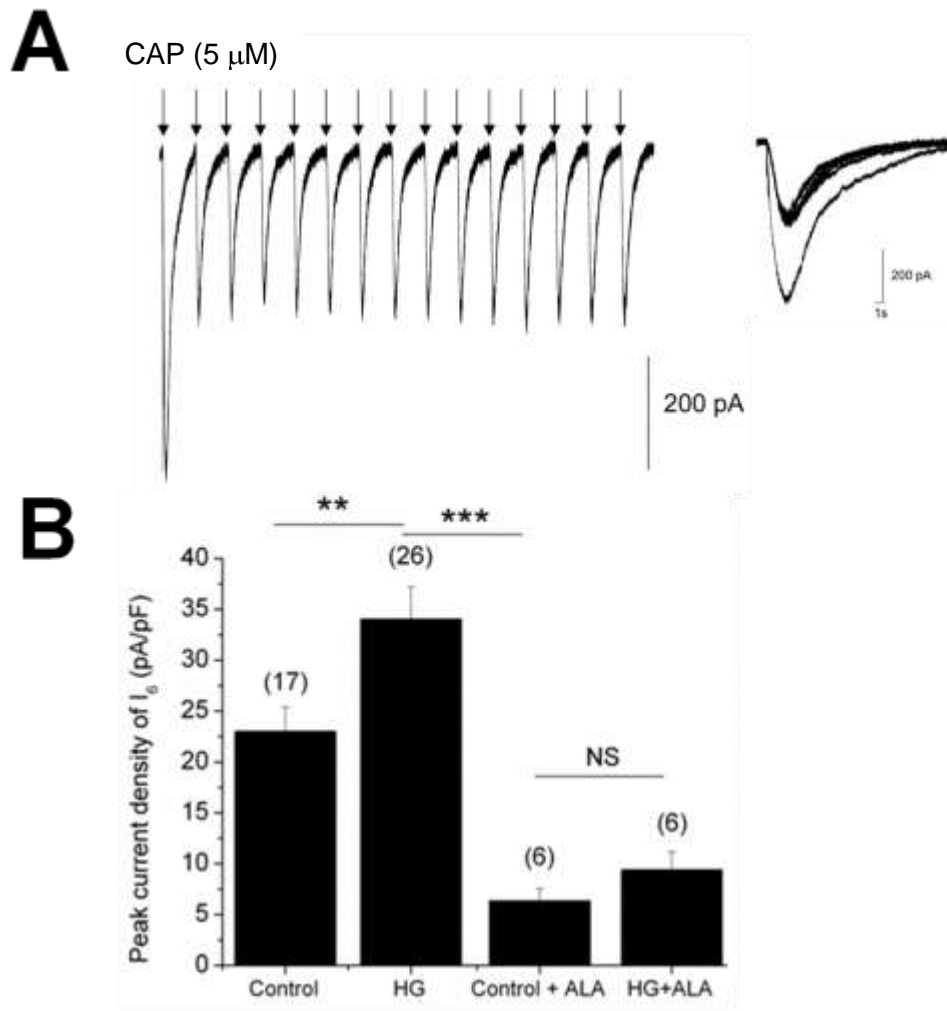 A
CAP (5 μM)
200 pA
1s
200 pA
B
** ***
Peak current density of I₆ (pA/pF)
40
35
30
25
20
15
10
5
0
(17)
(26)
(6)
(6)
NS
Control HG Control + ALA HG+ALA